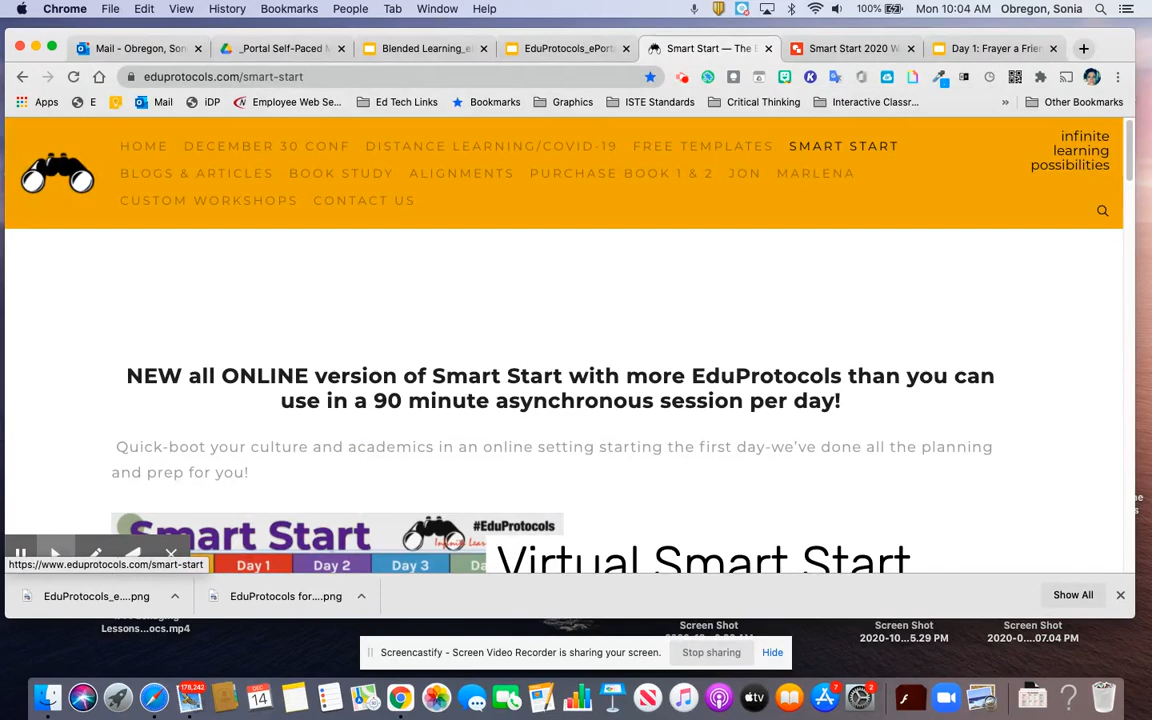 Chrome File Edit View History Bookmarks People Tab Window Help 100% Mon 10:04 AM Obregon, Sonia
Mail - Obregon, Son
_Portal Self-Paced M
Blended Learning_e
EduProtocols_ePort
Smart Start — The E
Smart Start 2020 W
Day 1: Frayer a Frien
eduprotocols.com/smart-start
Apps E Mail iDP Employee Web Se... Ed Tech Links Bookmarks Graphics ISTE Standards Critical Thinking Interactive Classr... » Other Bookmarks
HOME DECEMBER 30 CONF DISTANCE LEARNING/COVID-19 FREE TEMPLATES SMART START
BLOGS & ARTICLES BOOK STUDY ALIGNMENTS PURCHASE BOOK 1 & 2 JON MARLENA
CUSTOM WORKSHOPS CONTACT US
infinite
learning
possibilities
NEW all ONLINE version of Smart Start with more EduProtocols than you can
use in a 90 minute asynchronous session per day!
Quick-boot your culture and academics in an online setting starting the first day-we've done all the planning
and prep for you!
Smart Start
#EduProtocols
Day 1 Day 2 Day 3 Da
Virtual Smart Start
https://www.eduprotocols.com/smart-start
EduProtocols_e....png
EduProtocols for....png
Show All
Lessons...ocs.mp4
Screen Shot
2020-10...5.29 PM
Screen Shot
2020-0....07.04 PM
Screen Shot
Screencastify - Screen Video Recorder is sharing your screen. Stop sharing Hide
178,242
DEC
14
7
2